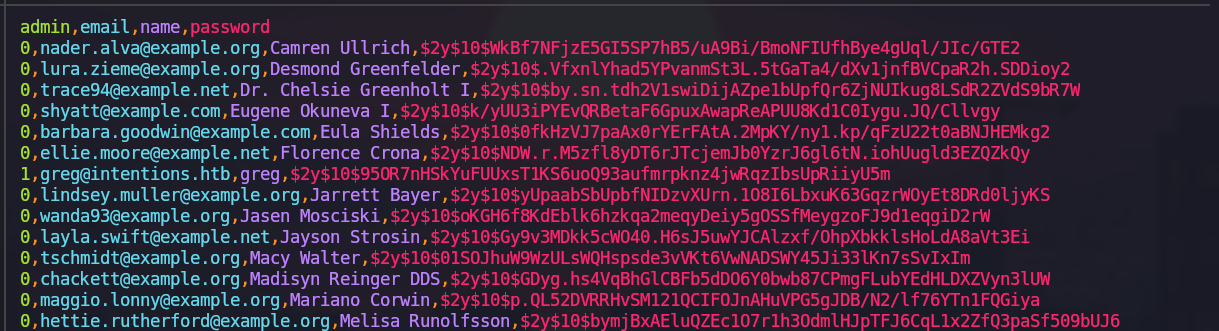 admin,email,name,password
0,nader.alva@example.org,Camren Ullrich,$2y$10$WkBf7NFjzE5GI5SP7hB5/uA9Bi/BmoNFIUfhBye4gUql/JIc/GTE2
0,lura.zieme@example.org,Desmond Greenfelder,$2y$10$.VfxnlYhad5YPvanmSt3L.5tGaTa4/dXv1jnfBVCpaR2h.SDDioy2
0,trace94@example.net,Dr. Chelsie Greenholt I,$2y$10$by.sn.tdh2V1swiDijAZpe1bUpfQr6ZjNUIkug8LSdR2ZVdS9bR7W
0,shyatt@example.com,Eugene Okuneva I,$2y$10$k/yUU3iPYEvQRBetaF6GpuxAwapReAPUU8Kd1C0Iygu.JQ/Cllvgy
0,barbara.goodwin@example.com,Eula Shields,$2y$10$0fkHzVJ7paAx0rYErFAtA.2MpKY/ny1.kp/qFzU22t0aBNJHEMkg2
0,ellie.moore@example.net,Florence Crona,$2y$10$NDW.r.M5zfl8yDT6rJTcjemJb0YzrJ6gl6tN.iohUugld3EZQZkQy
1,greg@intentions.htb,greg,$2y$10$95OR7nHSkYuFUUxsT1KS6uoQ93aufmrpknz4jwRqzIbsUpRiiyU5m
0,lindsey.muller@example.org,Jarrett Bayer,$2y$10$yUpaabSbUpbfNIDzvXUrn.1O8I6LbxuK63GqzrWOyEt8DRd0ljyKS
0,wanda93@example.org,Jasen Mosciski,$2y$10$oKGH6f8KdEblk6hzkqa2meqyDeiy5gOSSfMeygzoFJ9d1eqgiD2rW
0,layla.swift@example.net,Jayson Strosin,$2y$10$Gy9v3MDkk5cWO40.H6sJ5uwYJCAlzxf/OhpXbkklsHoLdA8aVt3Ei
0,tschmidt@example.org,Macy Walter,$2y$10$01SOJhuW9WzULsWQHspsde3vVKt6VwNADSWY45Ji33lKn7sSvIxIm
0,chackett@example.org,Madisyn Reinger DDS,$2y$10$GDyg.hs4VqBhGlCBFb5dDO6Y0bwb87CPmgFLubYEdHLDXZVyn3lUW
0,maggio.lonny@example.org,Mariano Corwin,$2y$10$p.QL52DVRRHvSM121QCIFOJnAHuVPG5gJDB/N2/lf76YTn1FQGiya
0,hettie.rutherford@example.org,Melisa Runolfsson,$2y$10$bymjBxAEluQZEc1O7r1h3OdmlHJpTFJ6CqL1x2ZfQ3paSf509bUJ6